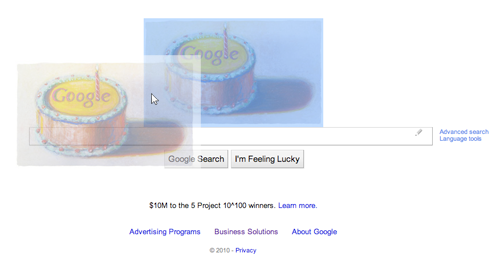 Google
Google
Advanced search
Language tools
Google Search
I'm Feeling Lucky
$10M to the 5 Project 10^100 winners. Learn more.
Advertising Programs Business Solutions About Google
© 2010 - Privacy